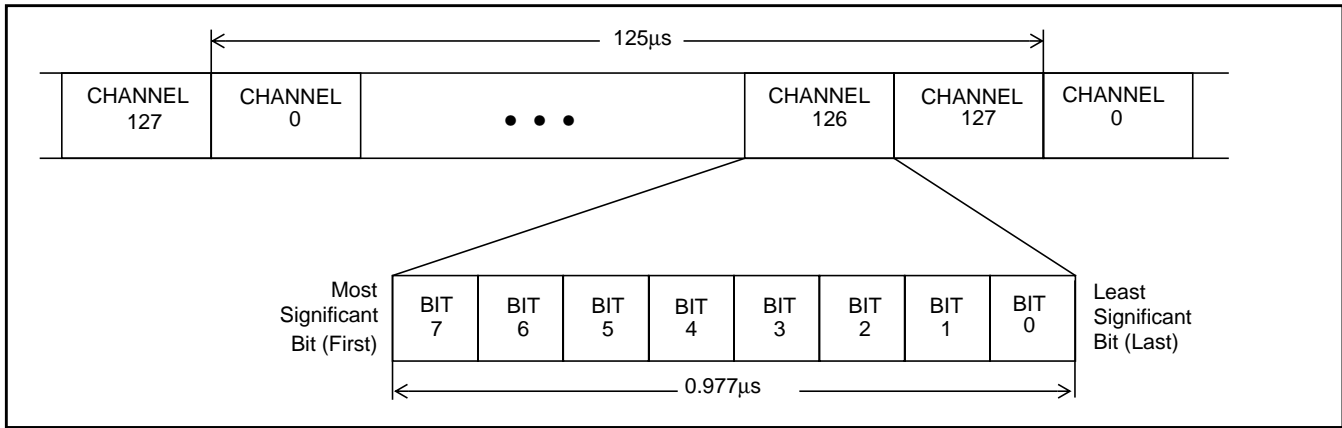 125μs
CHANNEL
127
CHANNEL
0
• • •
CHANNEL
126
CHANNEL
127
CHANNEL
0
Most
Significant
Bit (First)
BIT
7
BIT
6
BIT
5
BIT
4
BIT
3
BIT
2
BIT
1
BIT
0
Least
Significant
Bit (Last)
0.977μs